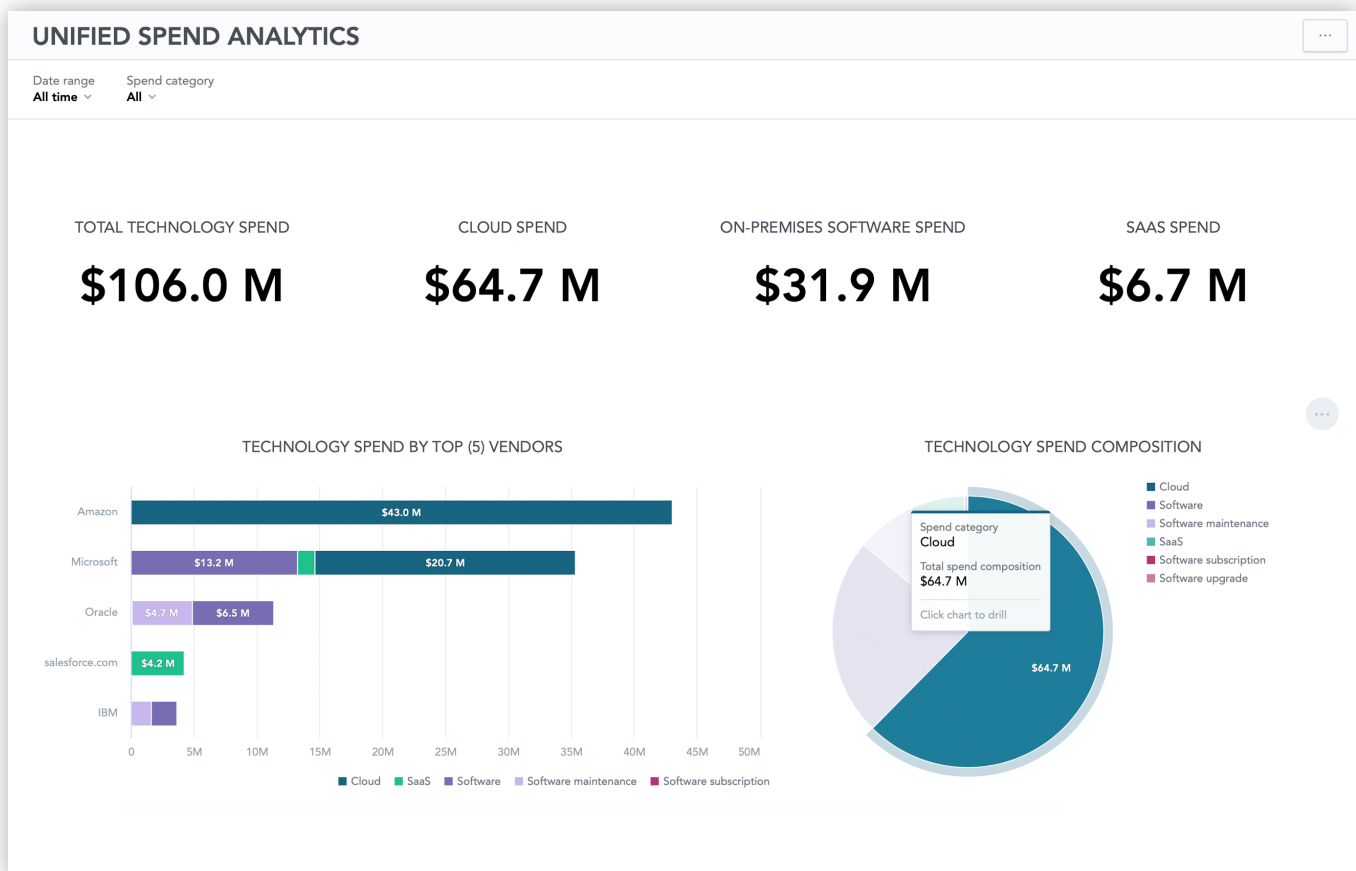 UNIFIED SPEND ANALYTICS
...
Date range
Spend category
All time
All
TOTAL TECHNOLOGY SPEND
CLOUD SPEND
ON-PREMISES SOFTWARE SPEND
SAAS SPEND
$106.0 M
$64.7 M
$31.9 M
$6.7 M
...
TECHNOLOGY SPEND BY TOP (5) VENDORS
Amazon
$43.0 M
Microsoft
$13.2 M
$20.7 M
Oracle
$4.7 M
$6.5 M
salesforce.com
$4.2 M
IBM
0
5M
10M
15M
20M
25M
30M
35M
40M
45M
50M
Cloud
SaaS
Software
Software maintenance
Software subscription
TECHNOLOGY SPEND COMPOSITION
Cloud
Software
Software maintenance
SaaS
Software subscription
Software upgrade
Spend category
Cloud
Total spend composition
$64.7 M
Click chart to drill
$64.7 M